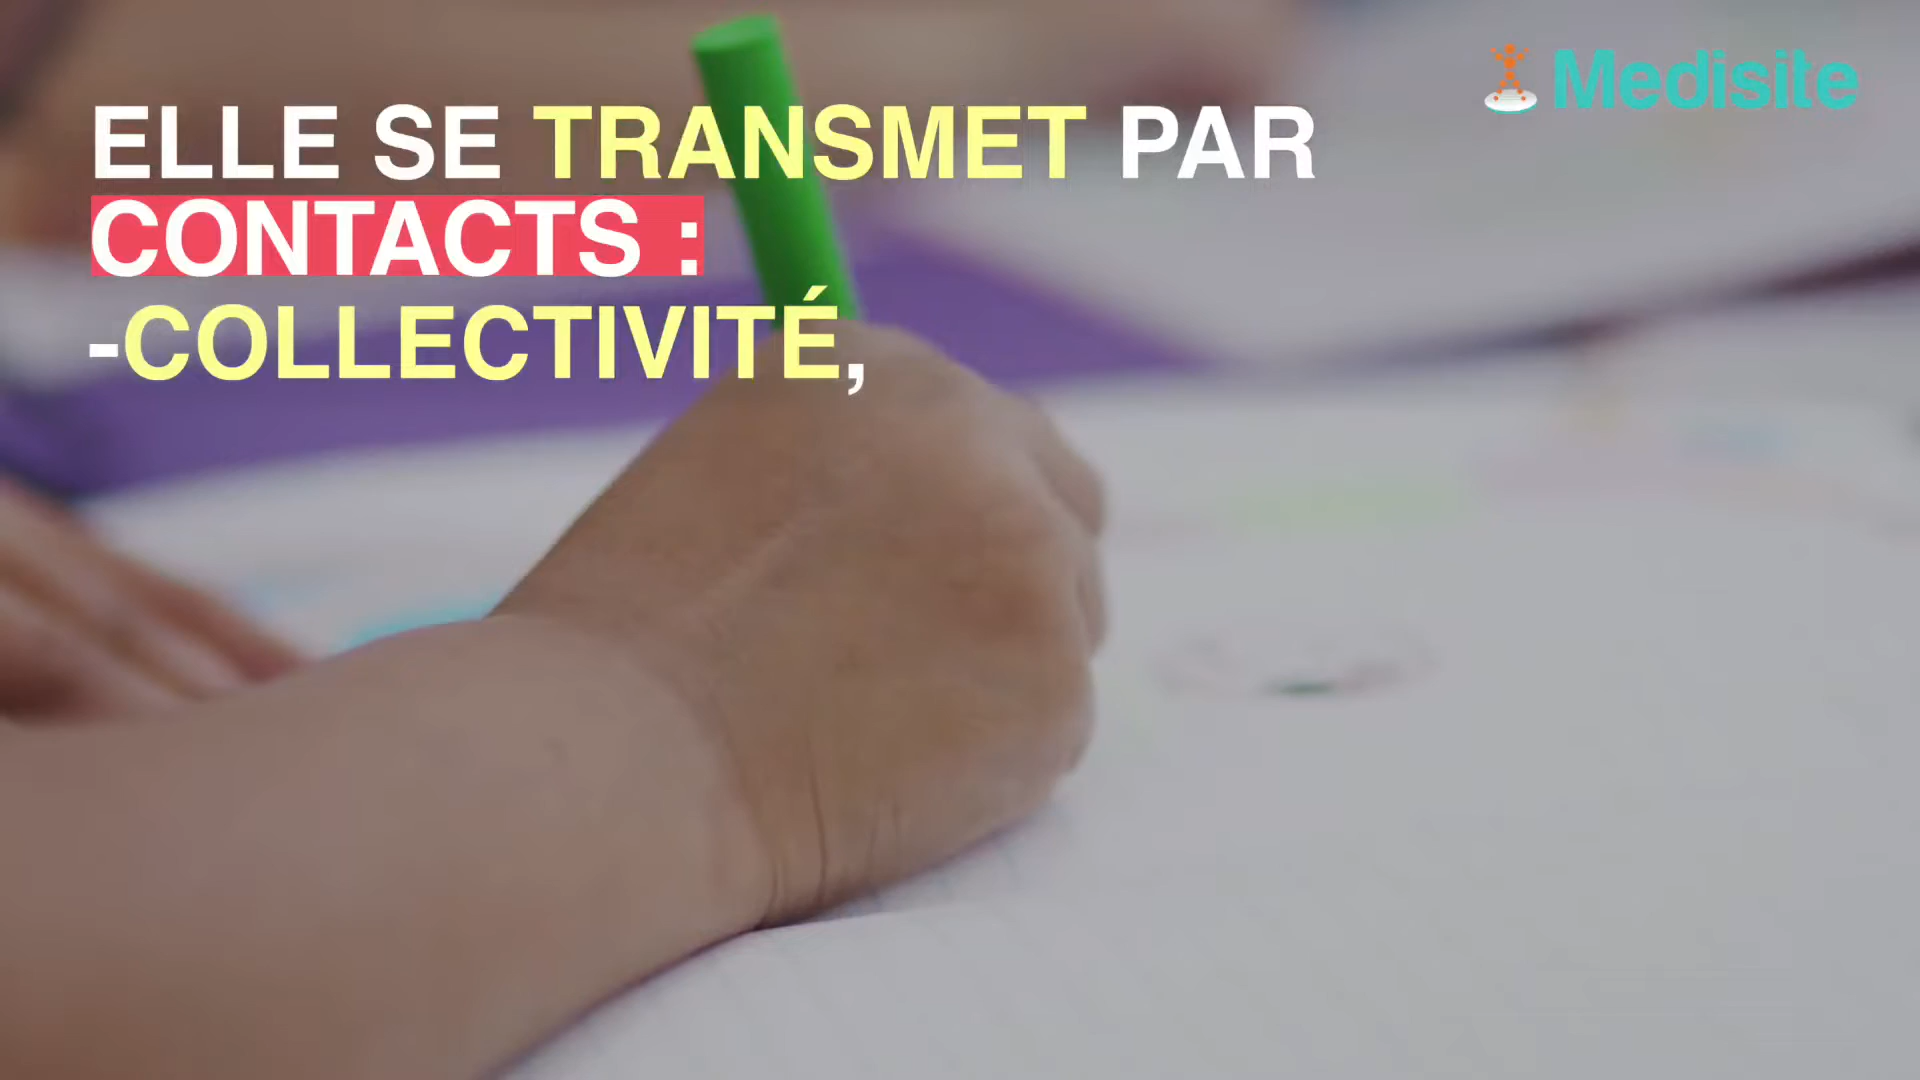 Medisite
ELLE SE TRANSMET PAR
CONTACTS :
-COLLECTIVITÉ,